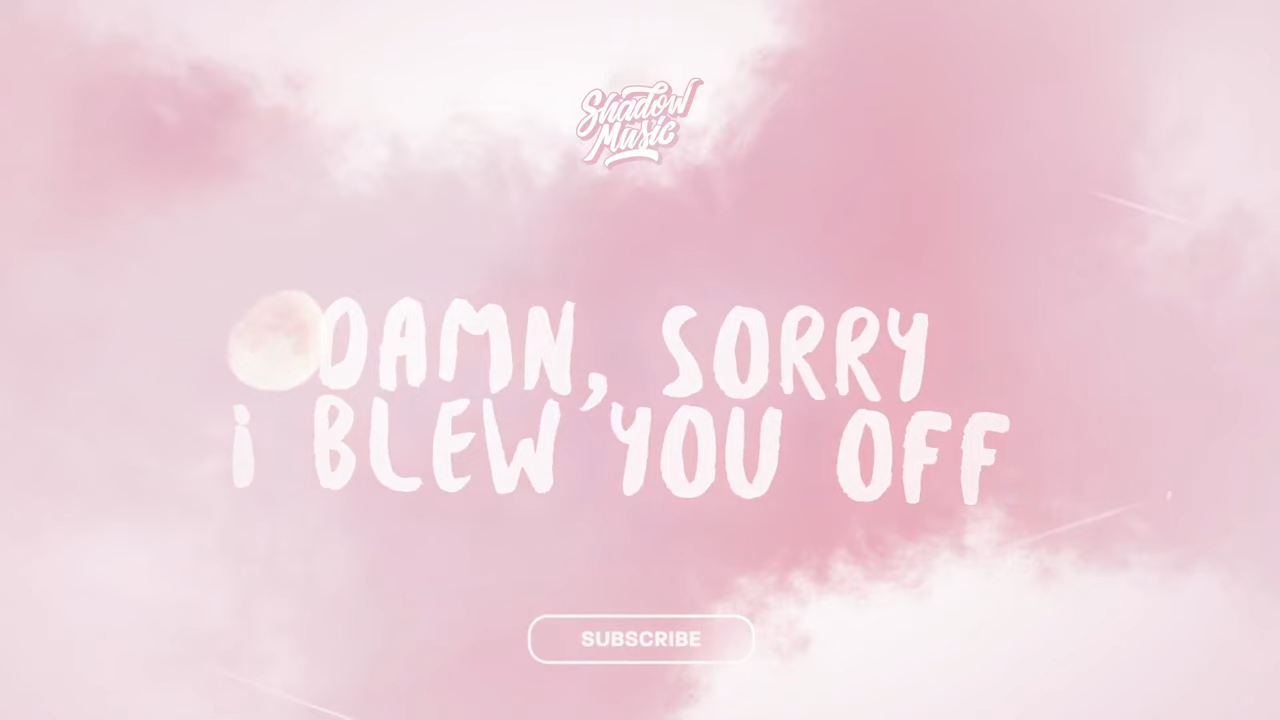 Shadow
Music
DAMN, SORRY
i BLEW YOU OFF
SUBSCRIBE